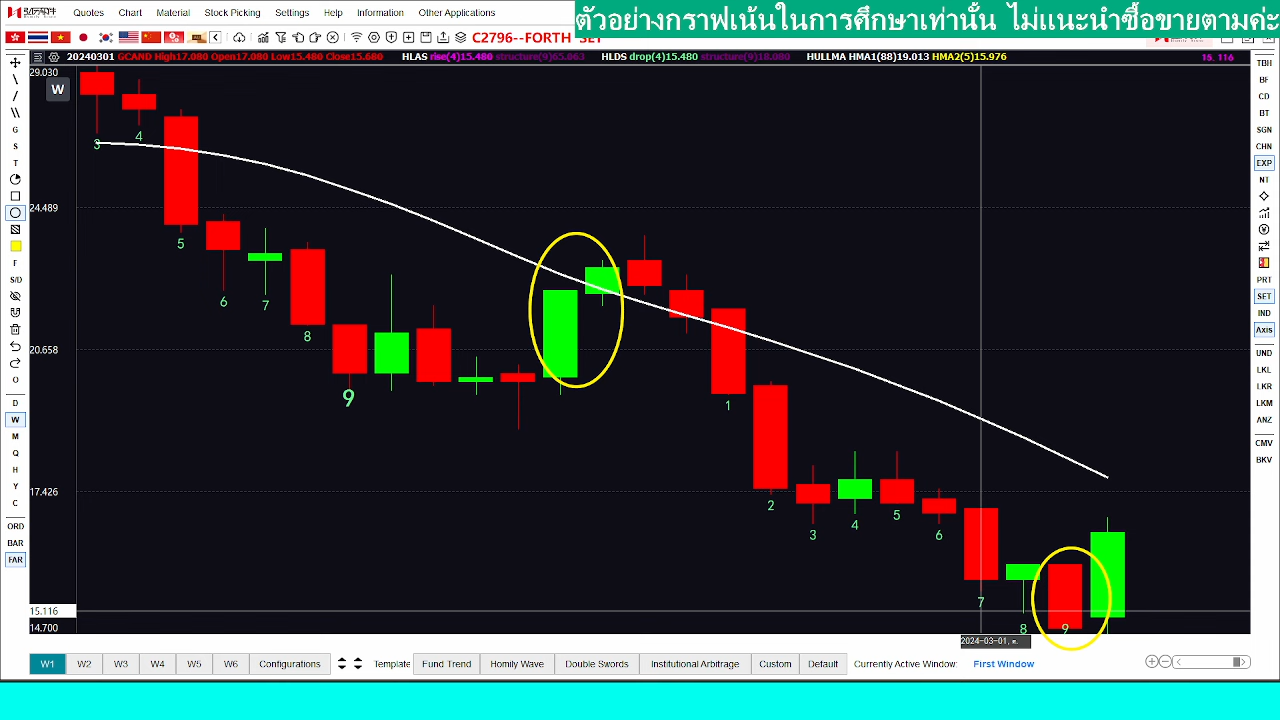 弘历软件 Quotes Chart Material Stock Picking Settings Help Information Other Applications
ตัวอย่างกราฟเน้นในการศึกษาเท่านั้น ไม่แนะนำซื้อขายตามค่ะ
C2796--FORTH SET
20240301 GCAND High17.080 Open17.080 Low15.480 Close15.680 HLAS rise(4)15.480 structure(9)65.063 HLDS drop(4)15.480 structure(9)18.080 HULLMA HMA1(88)19.013 HMA2(5)15.976 15.116
29.030
24.489
20.658
17.426
15.116
14.700
W
3
4
5
6
7
8
9
1
2
3
4
5
6
7
8
9
2024-03-01,
G
S
T
F
S/D
O
D
W
M
Q
H
Y
C
ORD
BAR
FAR
TBH
BF
CD
BT
SGN
CHN
EXP
NT
PRT
SET
IND
AXIS
UND
LKL
LKR
LKM
ANZ
CMV
BKV
W1 W2 W3 W4 W5 W6 Configurations Template Fund Trend Homily Wave Double Swords Institutional Arbitrage Custom Default Currently Active Window: First Window